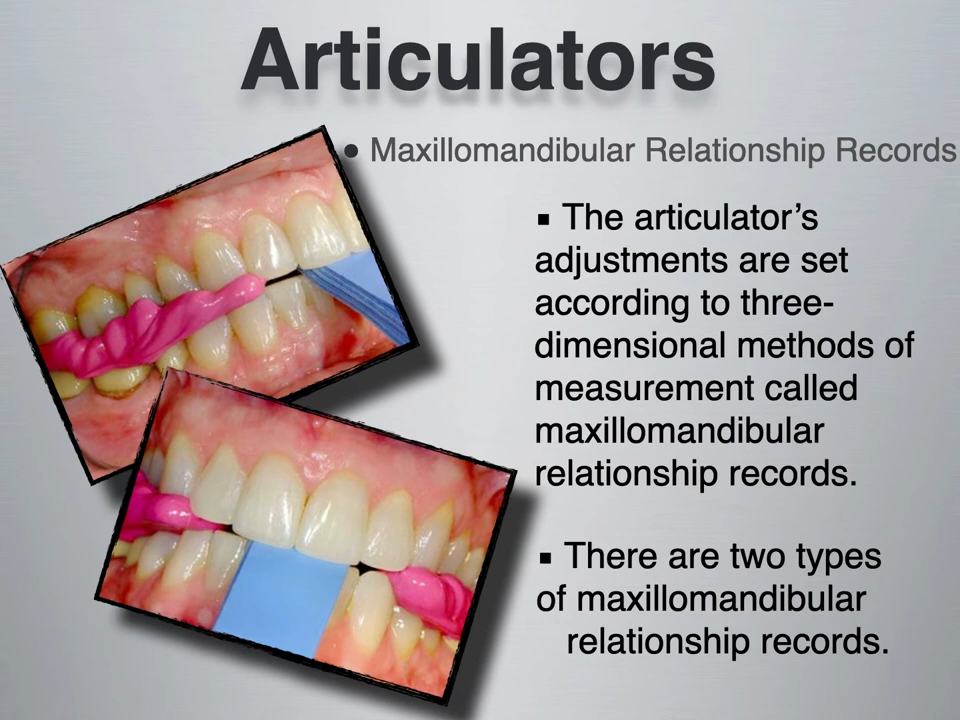 Articulators
• Maxillomandibular Relationship Records
▪ The articulator’s
adjustments are set
according to three-
dimensional methods of
measurement called
maxillomandibular
relationship records.
▪ There are two types
of maxillomandibular
relationship records.